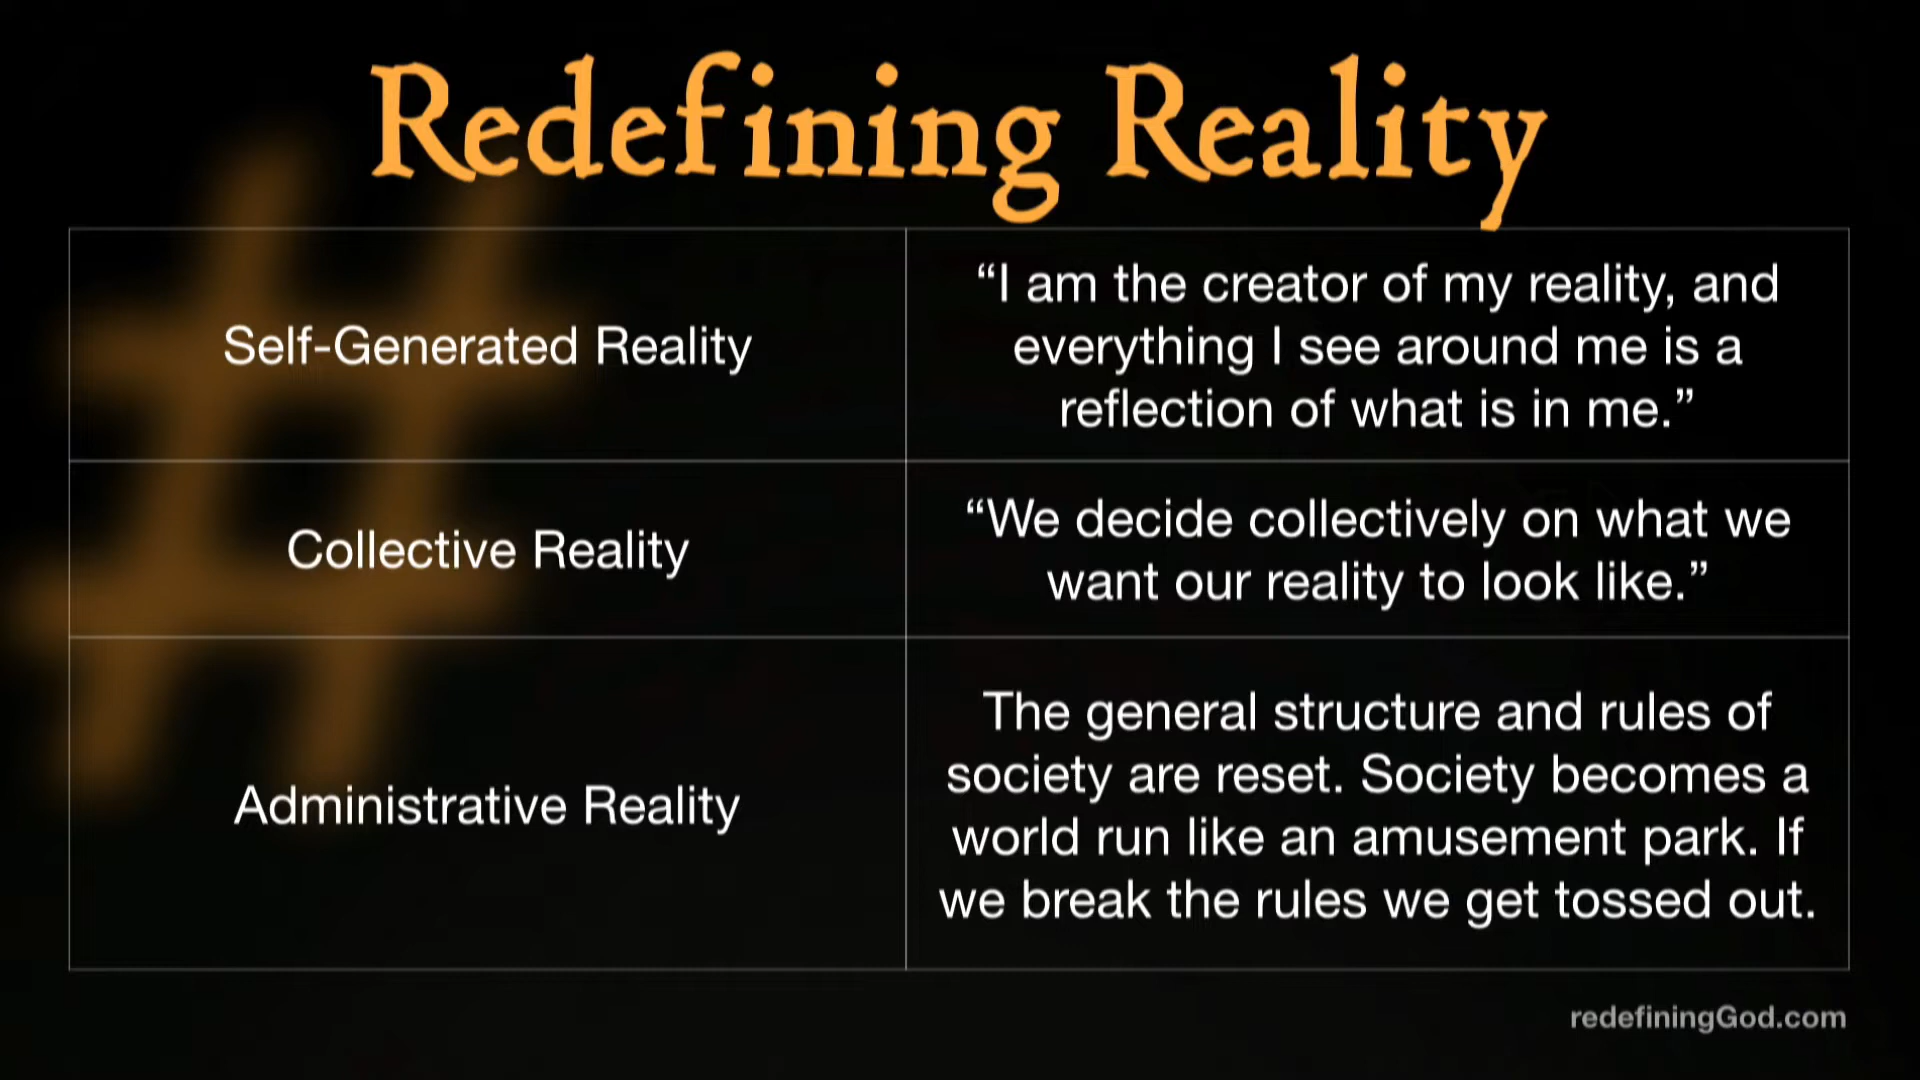 Redefining Reality
Self-Generated Reality
“I am the creator of my reality, and
everything I see around me is a
reflection of what is in me.”
Collective Reality
“We decide collectively on what we
want our reality to look like.”
Administrative Reality
The general structure and rules of
society are reset. Society becomes a
world run like an amusement park. If
we break the rules we get tossed out.
redefiningGod.com
#